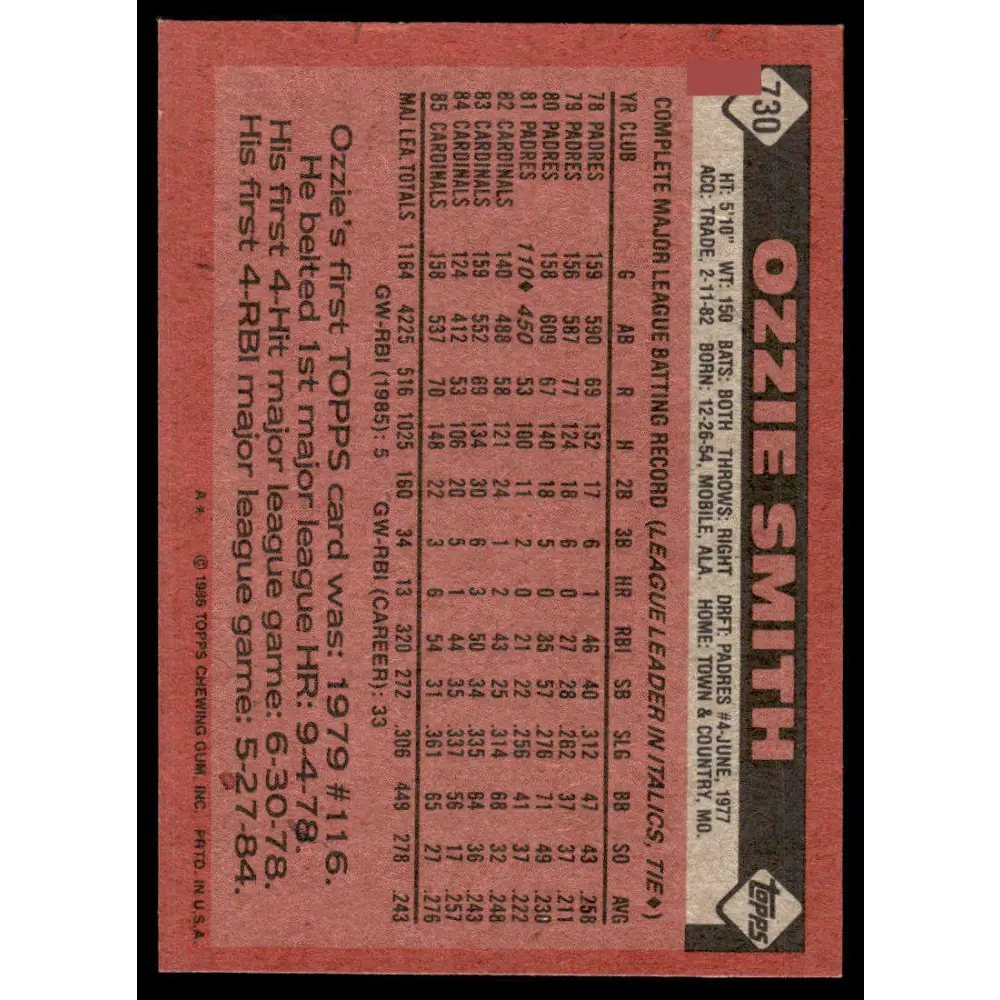 730
OZZIE SMITH
topps
HT: 5'10" WT: 150 BATS: BOTH THROWS: RIGHT DRFT: PADRES #4-JUNE, 1977
ACQ: TRADE, 2-11-82 BORN: 12-26-54, MOBILE, ALA. HOME: TOWN & COUNTRY, MO.
COMPLETE MAJOR LEAGUE BATTING RECORD (LEAGUE LEADER IN ITALICS, TIE♦)
YR CLUB G AB R H 2B 3B HR RBI SB SLG BB SO AVG
78 PADRES 159 590 69 152 17 6 1 46 40 .312 47 43 .258
79 PADRES 156 587 77 124 18 6 0 27 28 .262 37 37 .211
80 PADRES 158 609 67 140 18 5 0 35 57 .276 71 49 .230
81 PADRES 110♦ 450 53 100 11 2 0 21 22 .256 41 37 .222
82 CARDINALS 140 488 58 121 24 1 2 43 25 .314 68 32 .248
83 CARDINALS 159 552 69 134 30 6 3 50 34 .335 64 36 .243
84 CARDINALS 124 412 53 106 20 5 1 44 35 .337 56 17 .257
85 CARDINALS 158 537 70 148 22 3 6 54 31 .361 65 27 .276
MAJ LEA TOTALS 1164 4225 516 1025 160 34 13 320 272 .306 449 278 .243
GW-RBI (1985): 5 GW-RBI (CAREER): 33
Ozzie's first TOPPS card was: 1979 #116.
He belted 1st major league HR: 9-4-78.
His first 4-Hit major league game: 6-30-78.
His first 4-RBI major league game: 5-27-84.
A* © 1986 TOPPS CHEWING GUM, INC. PRTD. IN U.S.A.